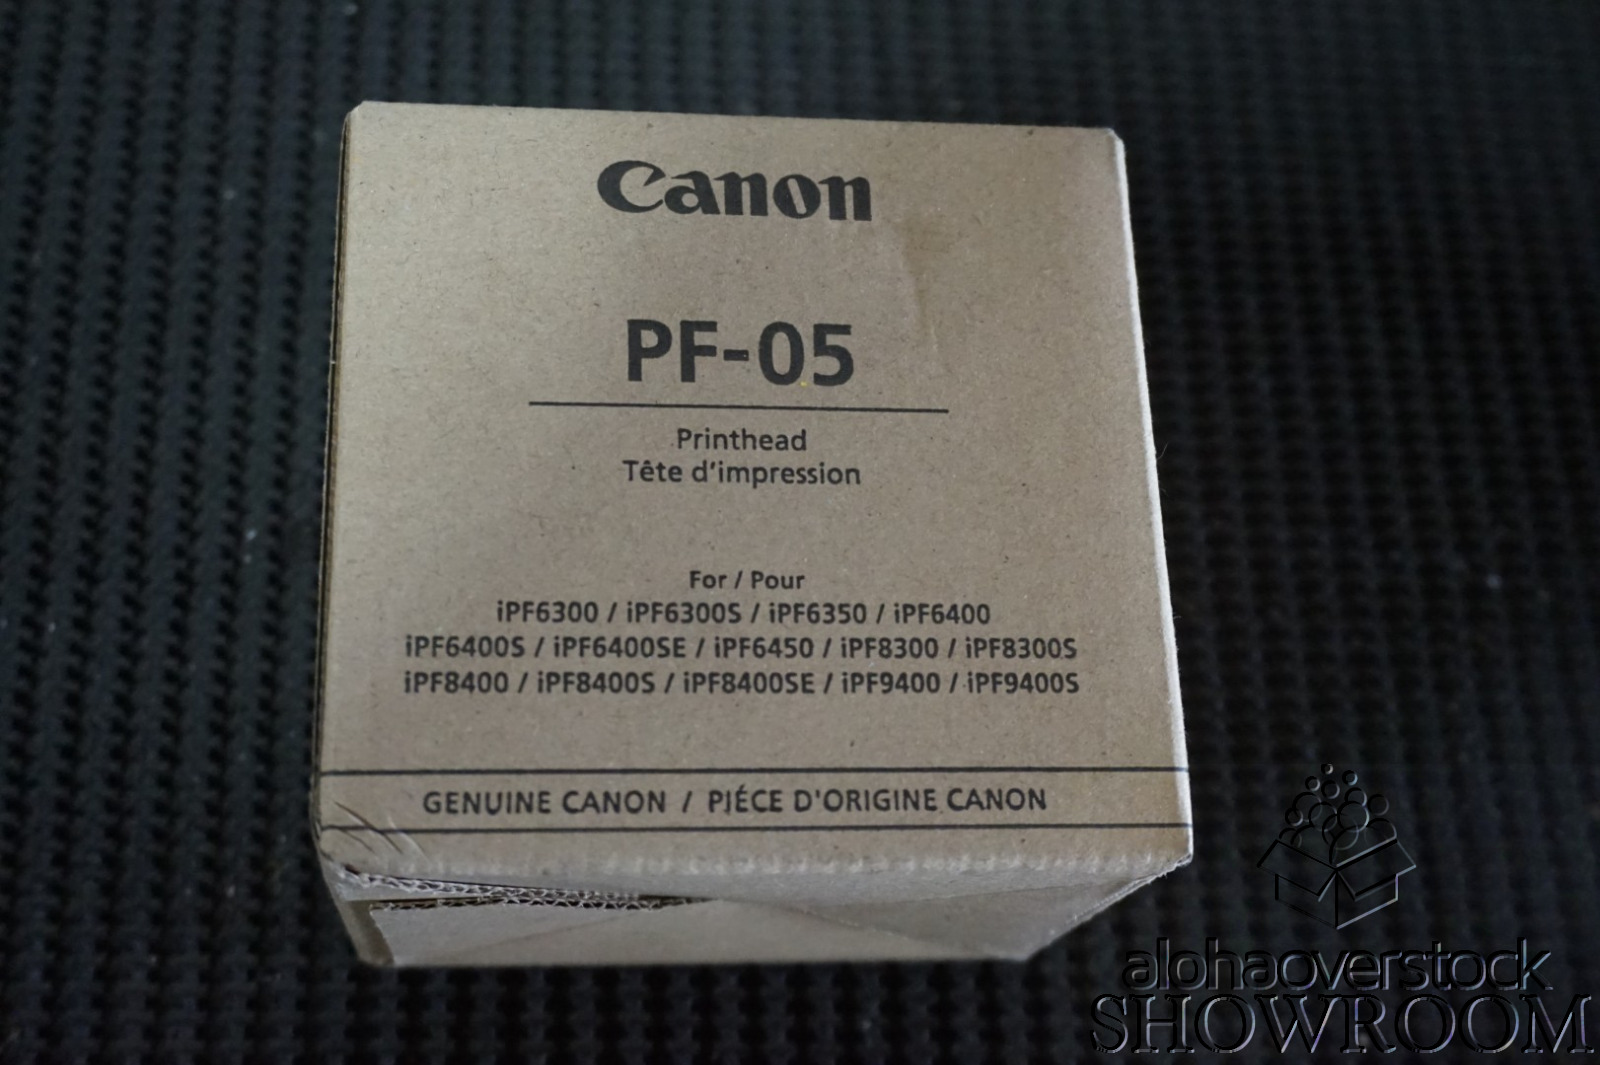 Canon
PF-05
Printhead
Tête d'impression
For / Pour
iPF6300 / iPF6300S / iPF6350 / iPF6400
iPF6400S / iPF6400SE / iPF6450 / iPF8300 / iPF8300S
iPF8400 / iPF8400S / iPF8400SE / iPF9400 / iPF9400S
GENUINE CANON / PIÉCE D'ORIGINE CANON
alohaoverstock
SHOWROOM